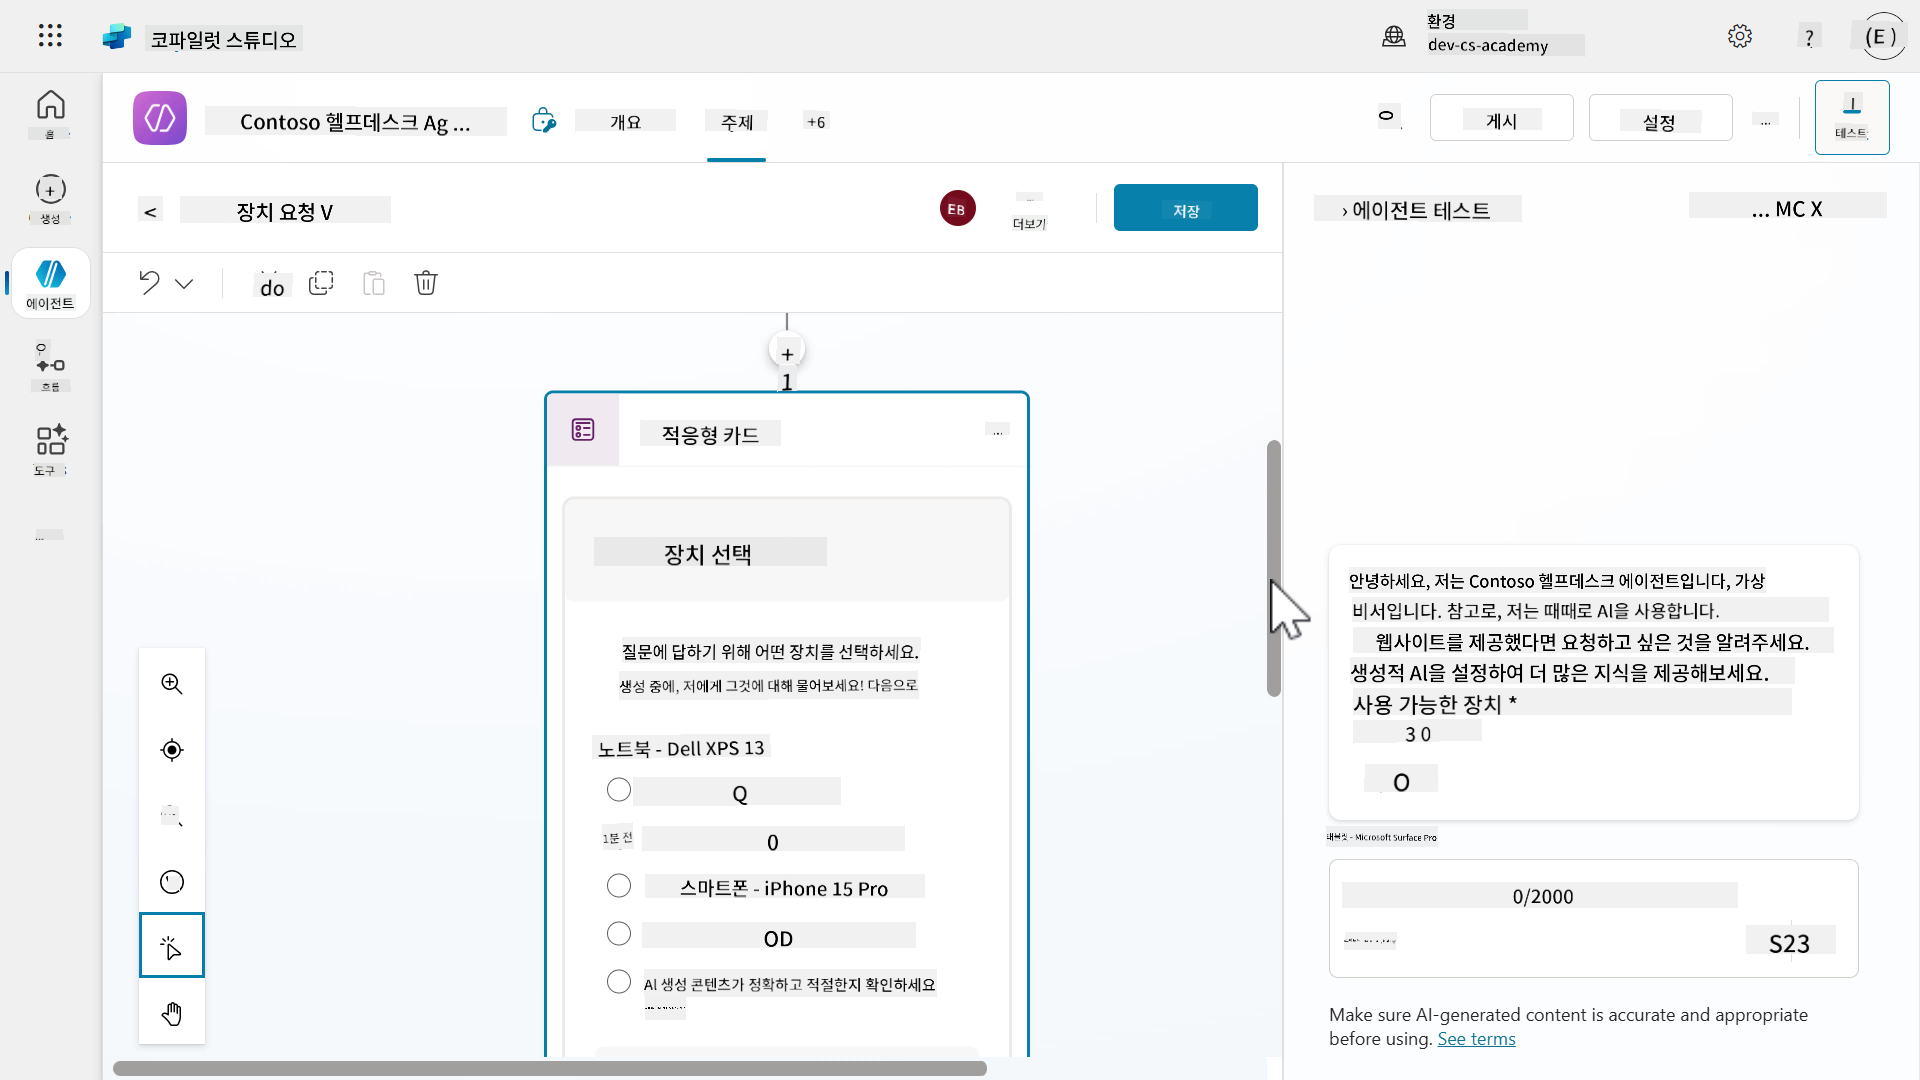 코파일럿 스튜디오
환경
dev-cs-academy
?
(E )
홈
생성
에이전트
흐름
도구
Contoso 헬프데스크 Ag ...
개요
주제
+6
게시
설정
...
테스트
<
장치 요청 V
EB
더보기
저장
do
+
1
적응형 카드
...
장치 선택
질문에 답하기 위해 어떤 장치를 선택하세요.
생성 중에, 저에게 그것에 대해 물어보세요! 다음으로
노트북 - Dell XPS 13
Q
1분 전
0
스마트폰 - iPhone 15 Pro
OD
AI 생성 콘텐츠가 정확하고 적절한지 확인하세요
› 에이전트 테스트
... MC X
안녕하세요, 저는 Contoso 헬프데스크 에이전트입니다, 가상
비서입니다. 참고로, 저는 때때로 AI을 사용합니다.
웹사이트를 제공했다면 요청하고 싶은 것을 알려주세요.
생성적 AI을 설정하여 더 많은 지식을 제공해보세요.
사용 가능한 장치 *
3 0
O
태블릿 - Microsoft Surface Pro
0/2000
S23
Make sure AI-generated content is accurate and appropriate
before using. See terms